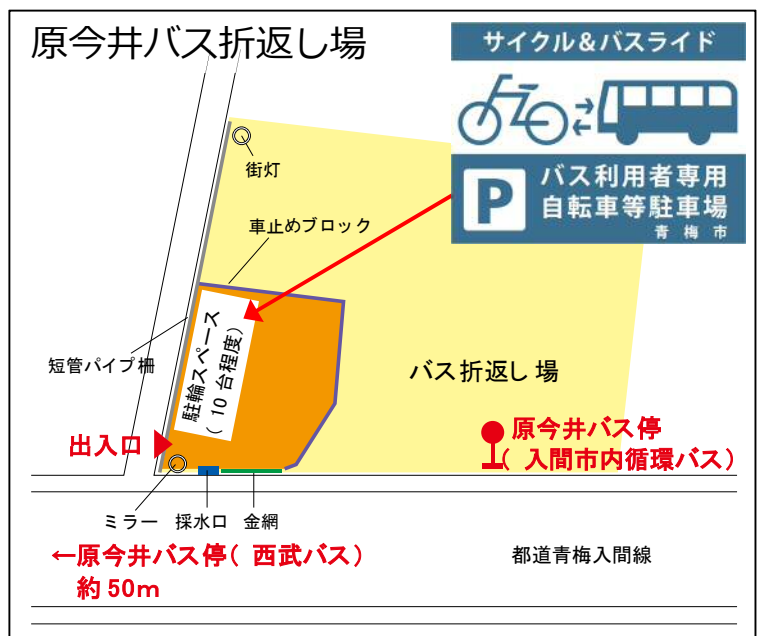 原今井バス折返し場
サイクル&バスライド
P
バス利用者専用
自転車等駐車場
青梅市
街灯
車止めブロック
短管パイプ柵
駐輪スペース
(10台程度)
バス折返し場
出入口
原今井バス停
(入間市内循環バス)
ミラー 採水口 金網
←原今井バス停(西武バス)
約50m
都道青梅入間線